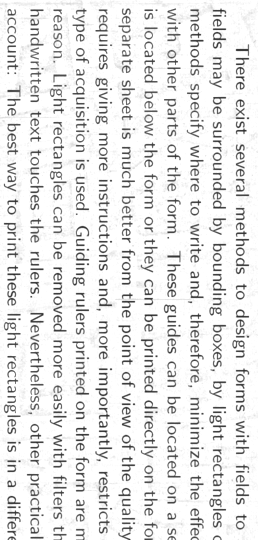 There exist several methods to design forms with fields to
fields may be surrounded by bounding boxes, by light rectangles
methods specify where to write and, therefore, minimize the
with other parts of the form. These guides can be located on a
is located below the form or they can be printed directly on the
separate sheet is much better from the point of view of the quality
requires giving more instructions and, more importantly, restricts
type of acquisition is used. Guiding rulers printed on the form are
reason. Light rectangles can be removed more easily with filters
handwritten text touches the rulers. Nevertheless, other practical
account: The best way to print these light rectangles is in a